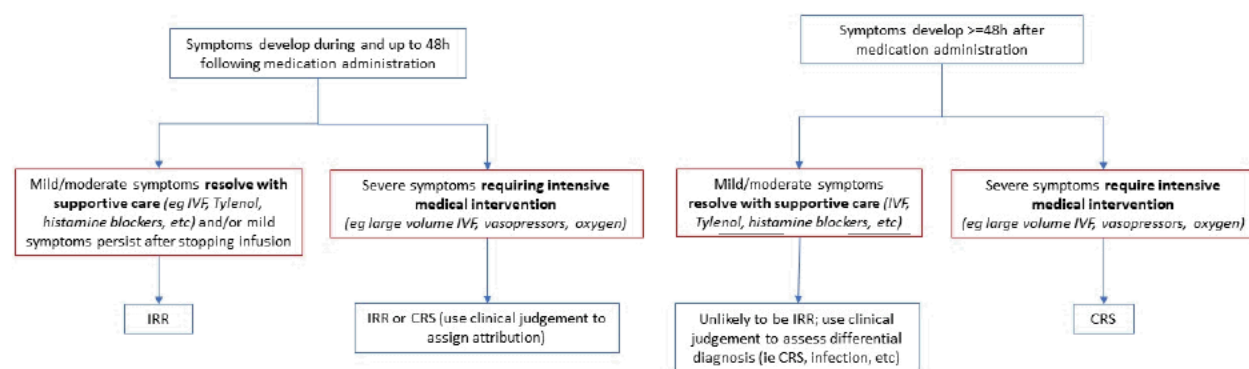 Symptoms develop during and up to 48h
following medication administration
Mild/moderate symptoms resolve with
supportive care (eg IVF, Tylenol,
histamine blockers, etc) and/or mild
symptoms persist after stopping infusion
Severe symptoms requiring intensive
medical intervention
(eg large volume IVF, vasopressors, oxygen)
IRR
IRR or CRS (use clinical judgement to
assign attribution)
Symptoms develop >=48h after
medication administration
Mild/moderate symptoms
resolve with supportive care (IVF,
Tylenol, histamine blockers, etc)
Severe symptoms require intensive
medical intervention
(eg large volume IVF, vasopressors, oxygen)
Unlikely to be IRR; use clinical
judgement to assess differential
diagnosis (ie CRS, infection, etc)
CRS